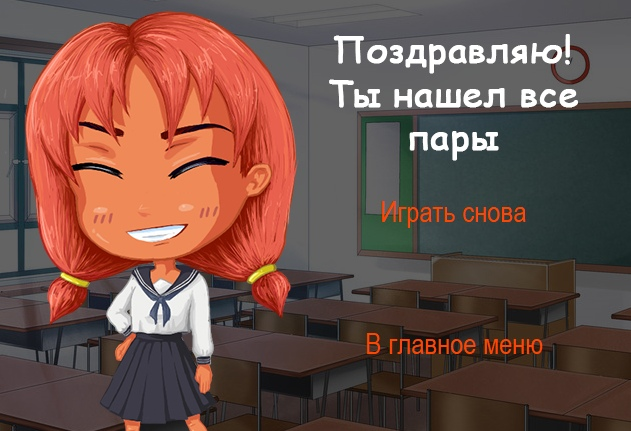 Поздравляю!
Ты нашел все
пары
Играть снова
В главное меню